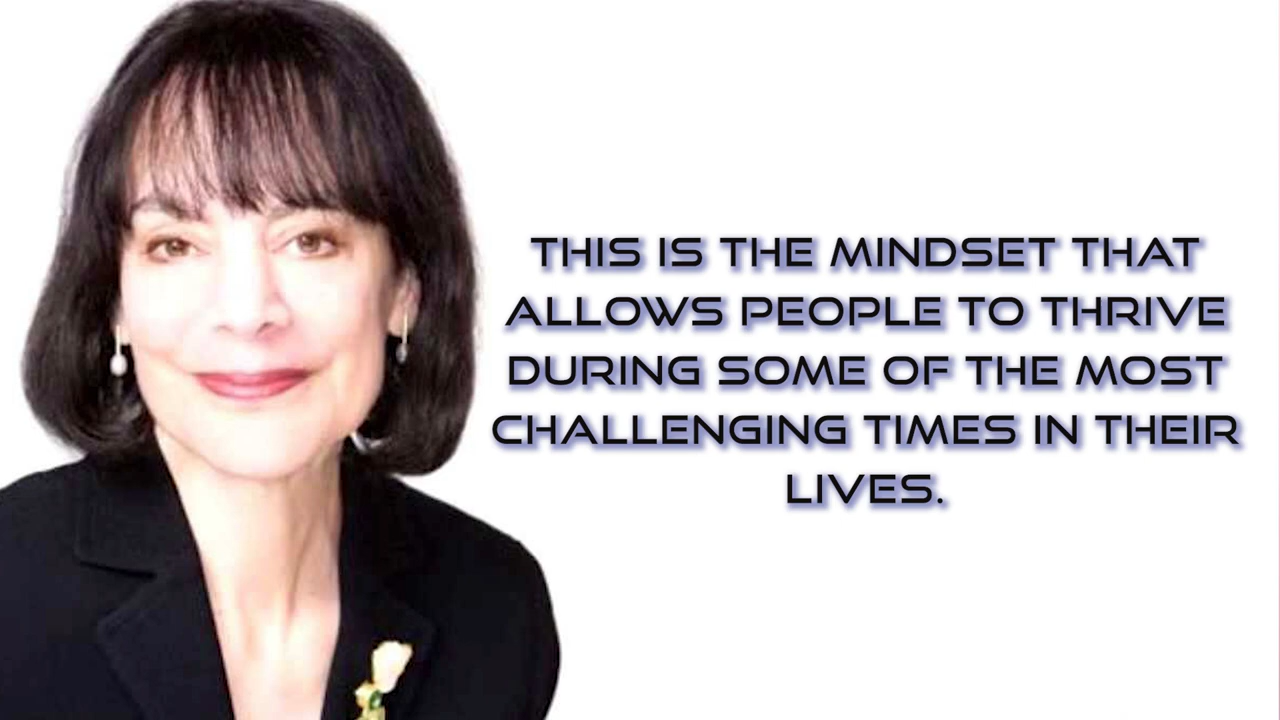 THIS IS THE MINDSET THAT
ALLOWS PEOPLE TO THRIVE
DURING SOME OF THE MOST
CHALLENGING TIMES IN THEIR
LIVES.